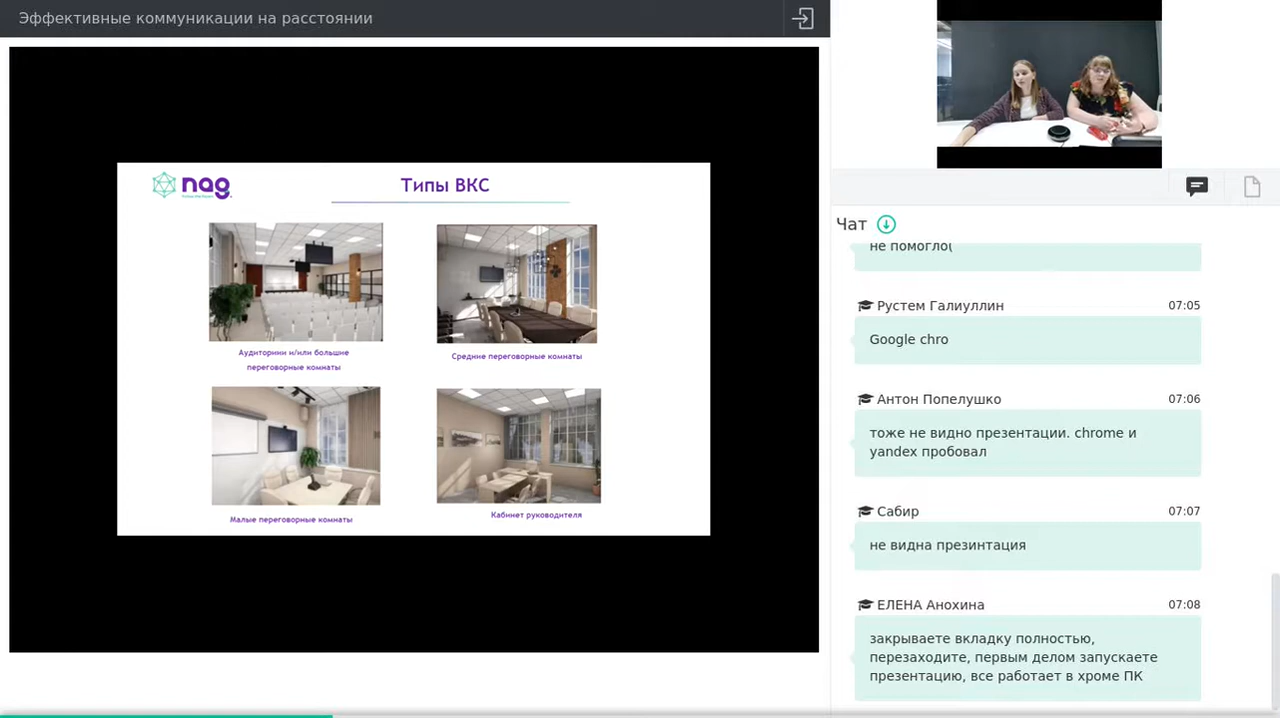 Эффективные коммуникации на расстоянии
nag
Типы ВКС
Аудиториии и/или большие
переговорные комнаты
Средние переговорные комнаты
Малые переговорные комнаты
Кабинет руководителя
Чат
не помогло(
Рустем Галиуллин 07:05
Google chro
Антон Попелушко 07:06
тоже не видно презентации. chrome и
yandex пробовал
Сабир 07:07
не видна презинтация
ЕЛЕНА Анохина 07:08
закрываете вкладку полностью,
перезаходите, первым делом запускаете
презентацию, все работает в хроме ПК